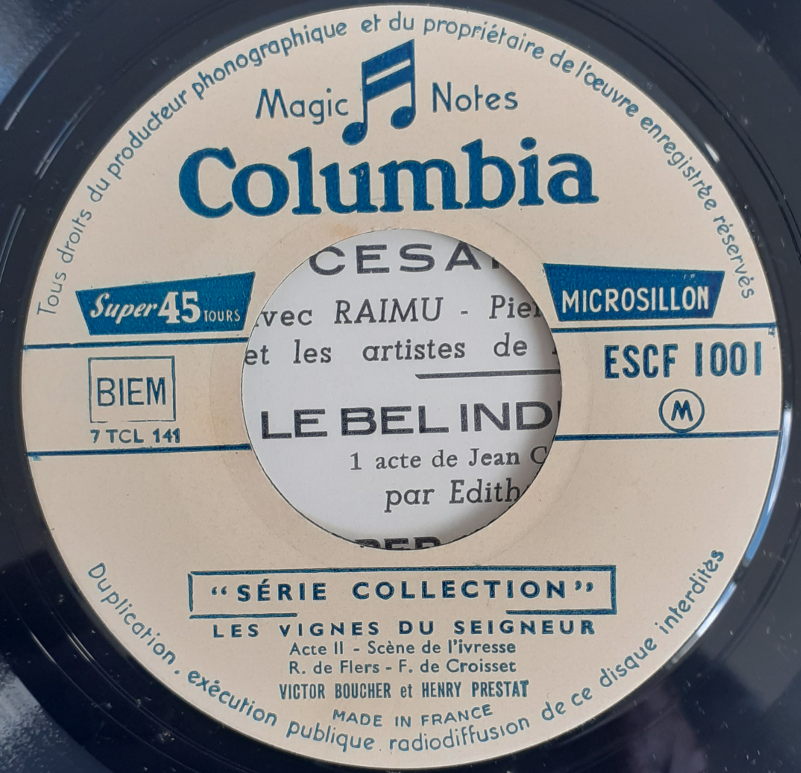 Tous droits du producteur phonographique et du propriétaire de l'œuvre enregistrée réservés
Magic Notes
Columbia
Super 45 TOURS
MICROSILLON
BIEM
7 TCL 141
ESCF 1001
M
CESA
avec RAIMU - Pie
et les artistes de
LE BEL IND
1 acte de Jean C
par Edith
"SÉRIE COLLECTION"
LES VIGNES DU SEIGNEUR
Acte II - Scène de l'ivresse
R. de Flers - F. de Croisset
VICTOR BOUCHER et HENRY PRESTAT
MADE IN FRANCE
Duplication, exécution publique, radiodiffusion de ce disque interdites